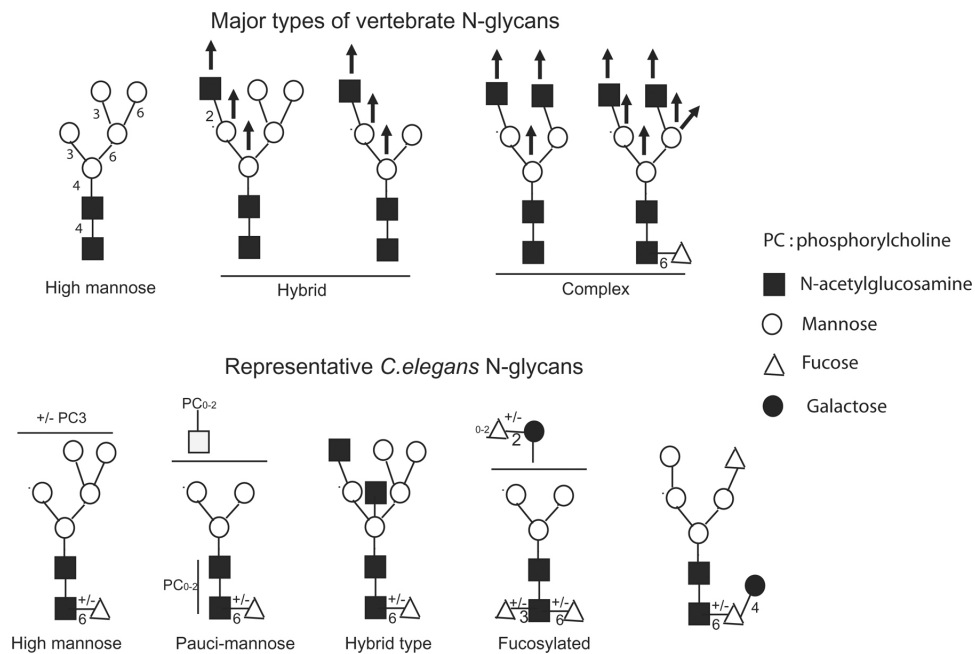 Major types of vertebrate N-glycans
3 6
3 6
4
4
2
6
High mannose
Hybrid
Complex
PC : phosphorylcholine
N-acetylglucosamine
Mannose
Fucose
Galactose
Representative C.elegans N-glycans
+/- PC3
PC0-2
0-2 +/-
2
PC0-2
+/-
6
+/-
6
+/-
6
+/- +/-
3 6
+/-
6 4
High mannose
Pauci-mannose
Hybrid type
Fucosylated